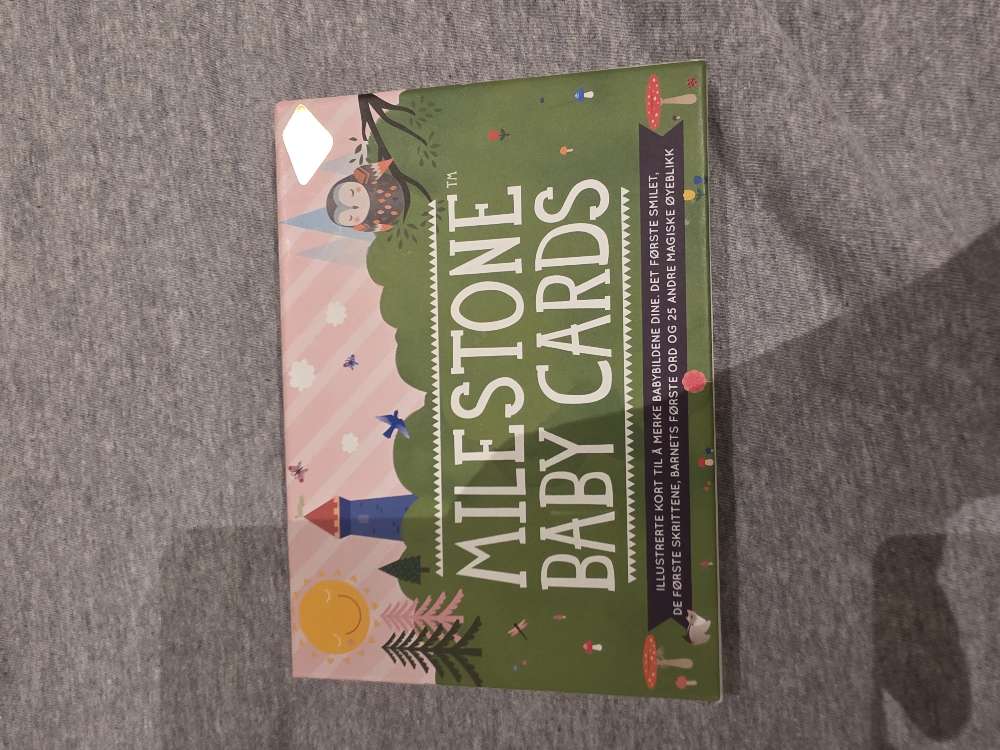 MILESTONE™
BABY CARDS
ILLUSTRERTE KORT TIL Å MERKE BABYBILDENE DINE. DET FØRSTE SMILET,
DE FØRSTE SKRITTENE, BARNETS FØRSTE ORD OG 25 ANDRE MAGISKE ØYEBLIKK